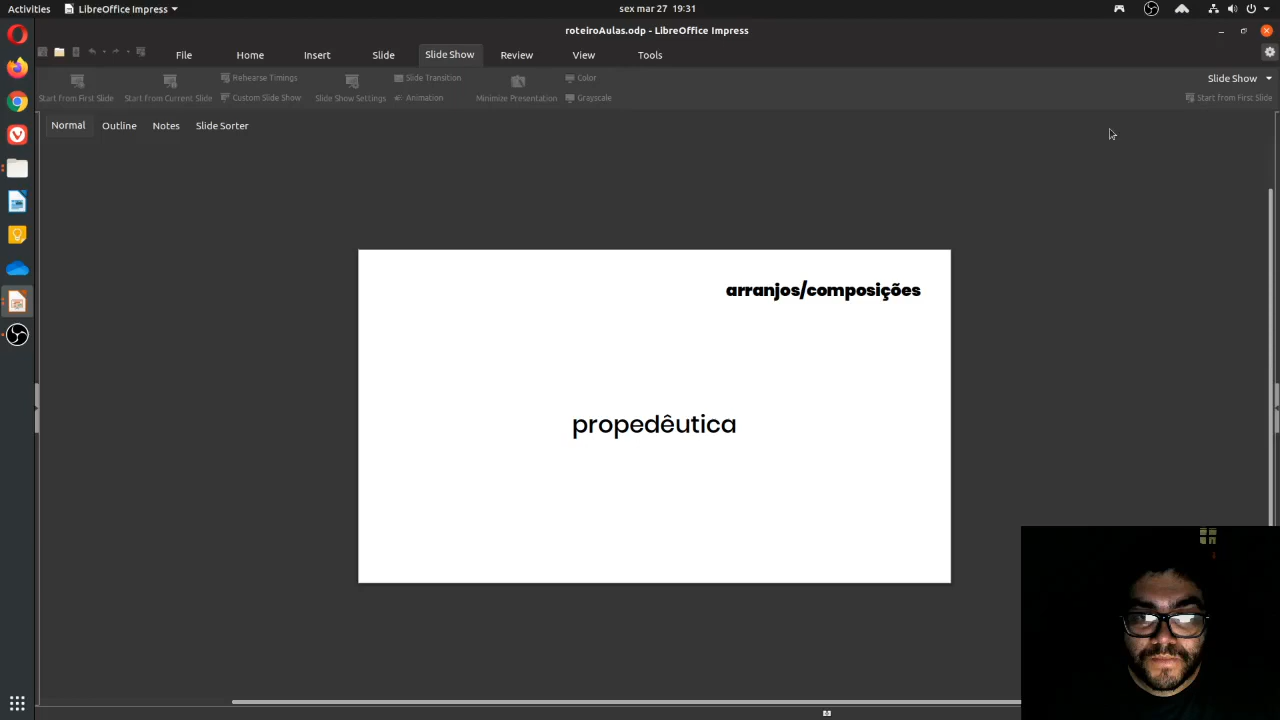 Activities LibreOffice Impress sex mar 27 19:31
roteiroAulas.odp - LibreOffice Impress
File Home Insert Slide Slide Show Review View Tools
Start from First Slide Start from Current Slide Rehearse Timings Custom Slide Show Slide Show Settings Slide Transition Animation Minimize Presentation Color Grayscale Slide Show Start from First Slide
Normal Outline Notes Slide Sorter
arranjos/composições
propedêutica